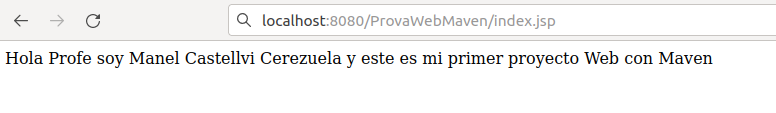 localhost:8080/ProvaWebMaven/index.jsp
Hola Profe soy Manel Castellvi Cerezuela y este es mi primer proyecto Web con Maven